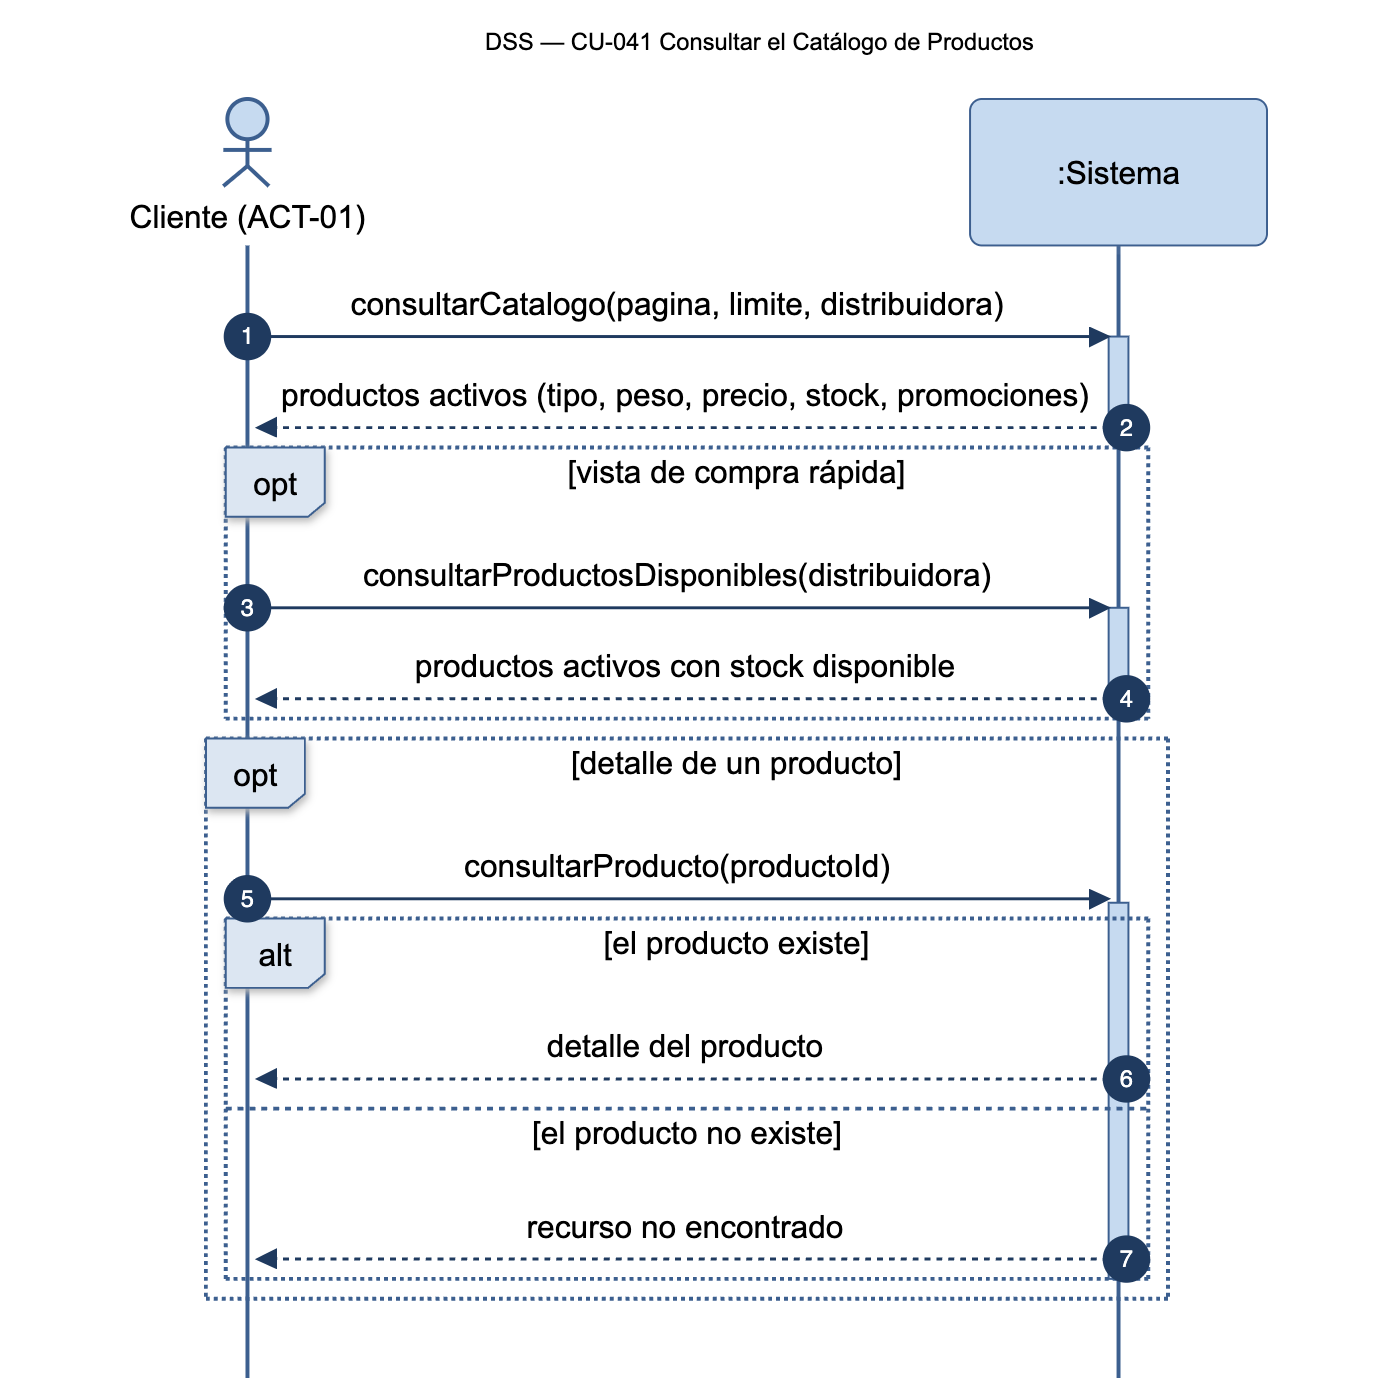 DSS — CU-041 Consultar el Catálogo de Productos
:Sistema
Cliente (ACT-01)
consultarCatalogo(pagina, limite, distribuidora)
1
productos activos (tipo, peso, precio, stock, promociones)
2
opt
[vista de compra rápida]
consultarProductosDisponibles(distribuidora)
3
productos activos con stock disponible
4
opt
[detalle de un producto]
consultarProducto(productoId)
5
alt
[el producto existe]
detalle del producto
6
[el producto no existe]
recurso no encontrado
7